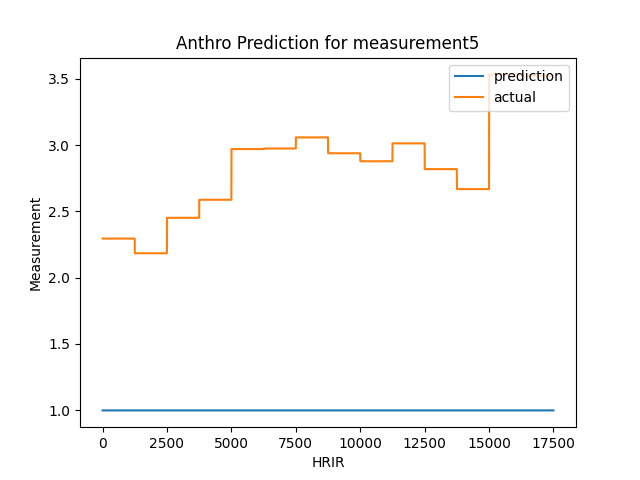 Anthro Prediction for measurement5
prediction
actual
3.5
3.0
2.5
2.0
1.5
1.0
Measurement
0 2500 5000 7500 10000 12500 15000 17500
HRIR